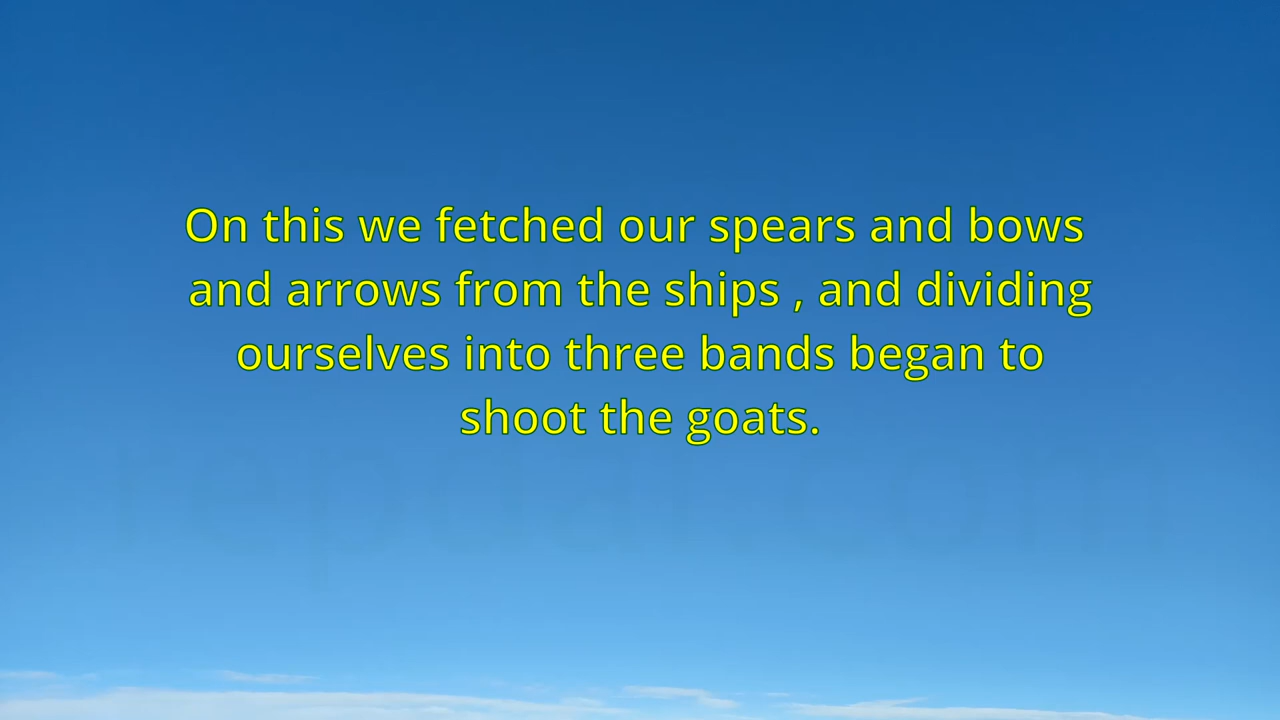 On this we fetched our spears and bows
and arrows from the ships , and dividing
ourselves into three bands began to
shoot the goats.